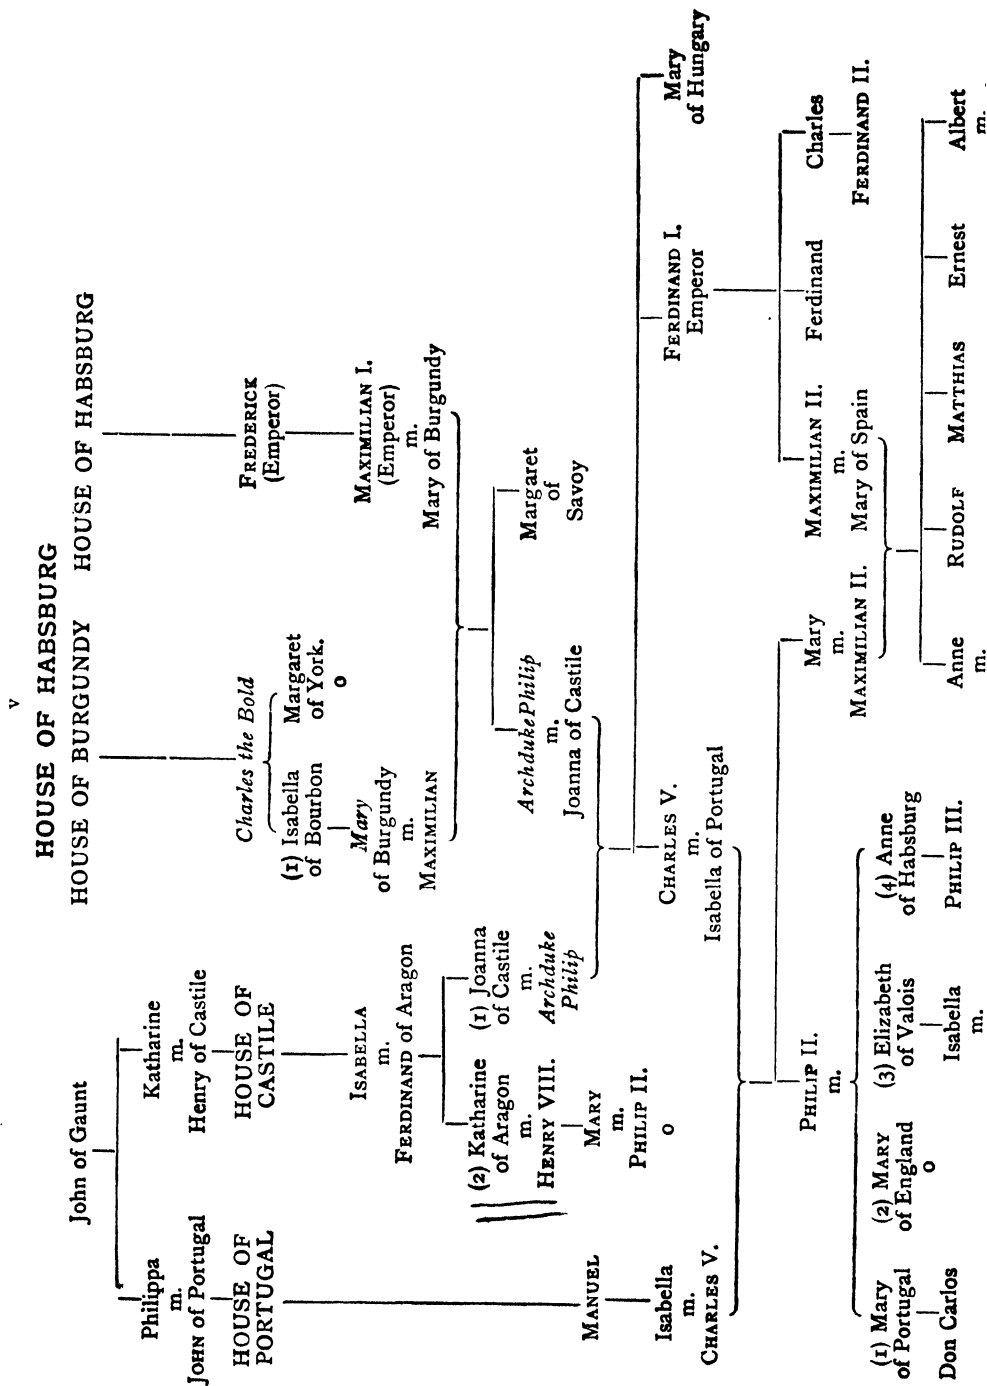 v
HOUSE OF HABSBURG
HOUSE OF BURGUNDY HOUSE OF HABSBURG
John of Gaunt
Philippa
m.
JOHN of Portugal
HOUSE OF
PORTUGAL
Katharine
m.
Henry of Castile
HOUSE OF
CASTILE
Charles the Bold
(1) Isabella
of Bourbon
Margaret
of York.
o
FREDERICK
(Emperor)
Mary
of Burgundy
m.
MAXIMILIAN
MAXIMILIAN I.
(Emperor)
m.
Mary of Burgundy
ISABELLA
m.
FERDINAND of Aragon
(2) Katharine
of Aragon
m.
HENRY VIII.
(1) Joanna
of Castile
m.
Archduke
Philip
Archduke Philip
m.
Joanna of Castile
Margaret
of
Savoy
MANUEL
MARY
m.
PHILIP II.
o
Isabella
m.
CHARLES V.
CHARLES V.
m.
Isabella of Portugal
FERDINAND I.
Emperor
Mary
of Hungary
PHILIP II.
m.
Mary
m.
MAXIMILIAN II.
MAXIMILIAN II.
m.
Mary of Spain
Ferdinand
Charles
FERDINAND II.
(1) Mary
of Portugal
Don Carlos
(2) MARY
of England
o
(3) Elizabeth
of Valois
Isabella
m.
(4) Anne
of Habsburg
PHILIP III.
Anne
m.
RUDOLF
MATTHIAS
Ernest
Albert
m.